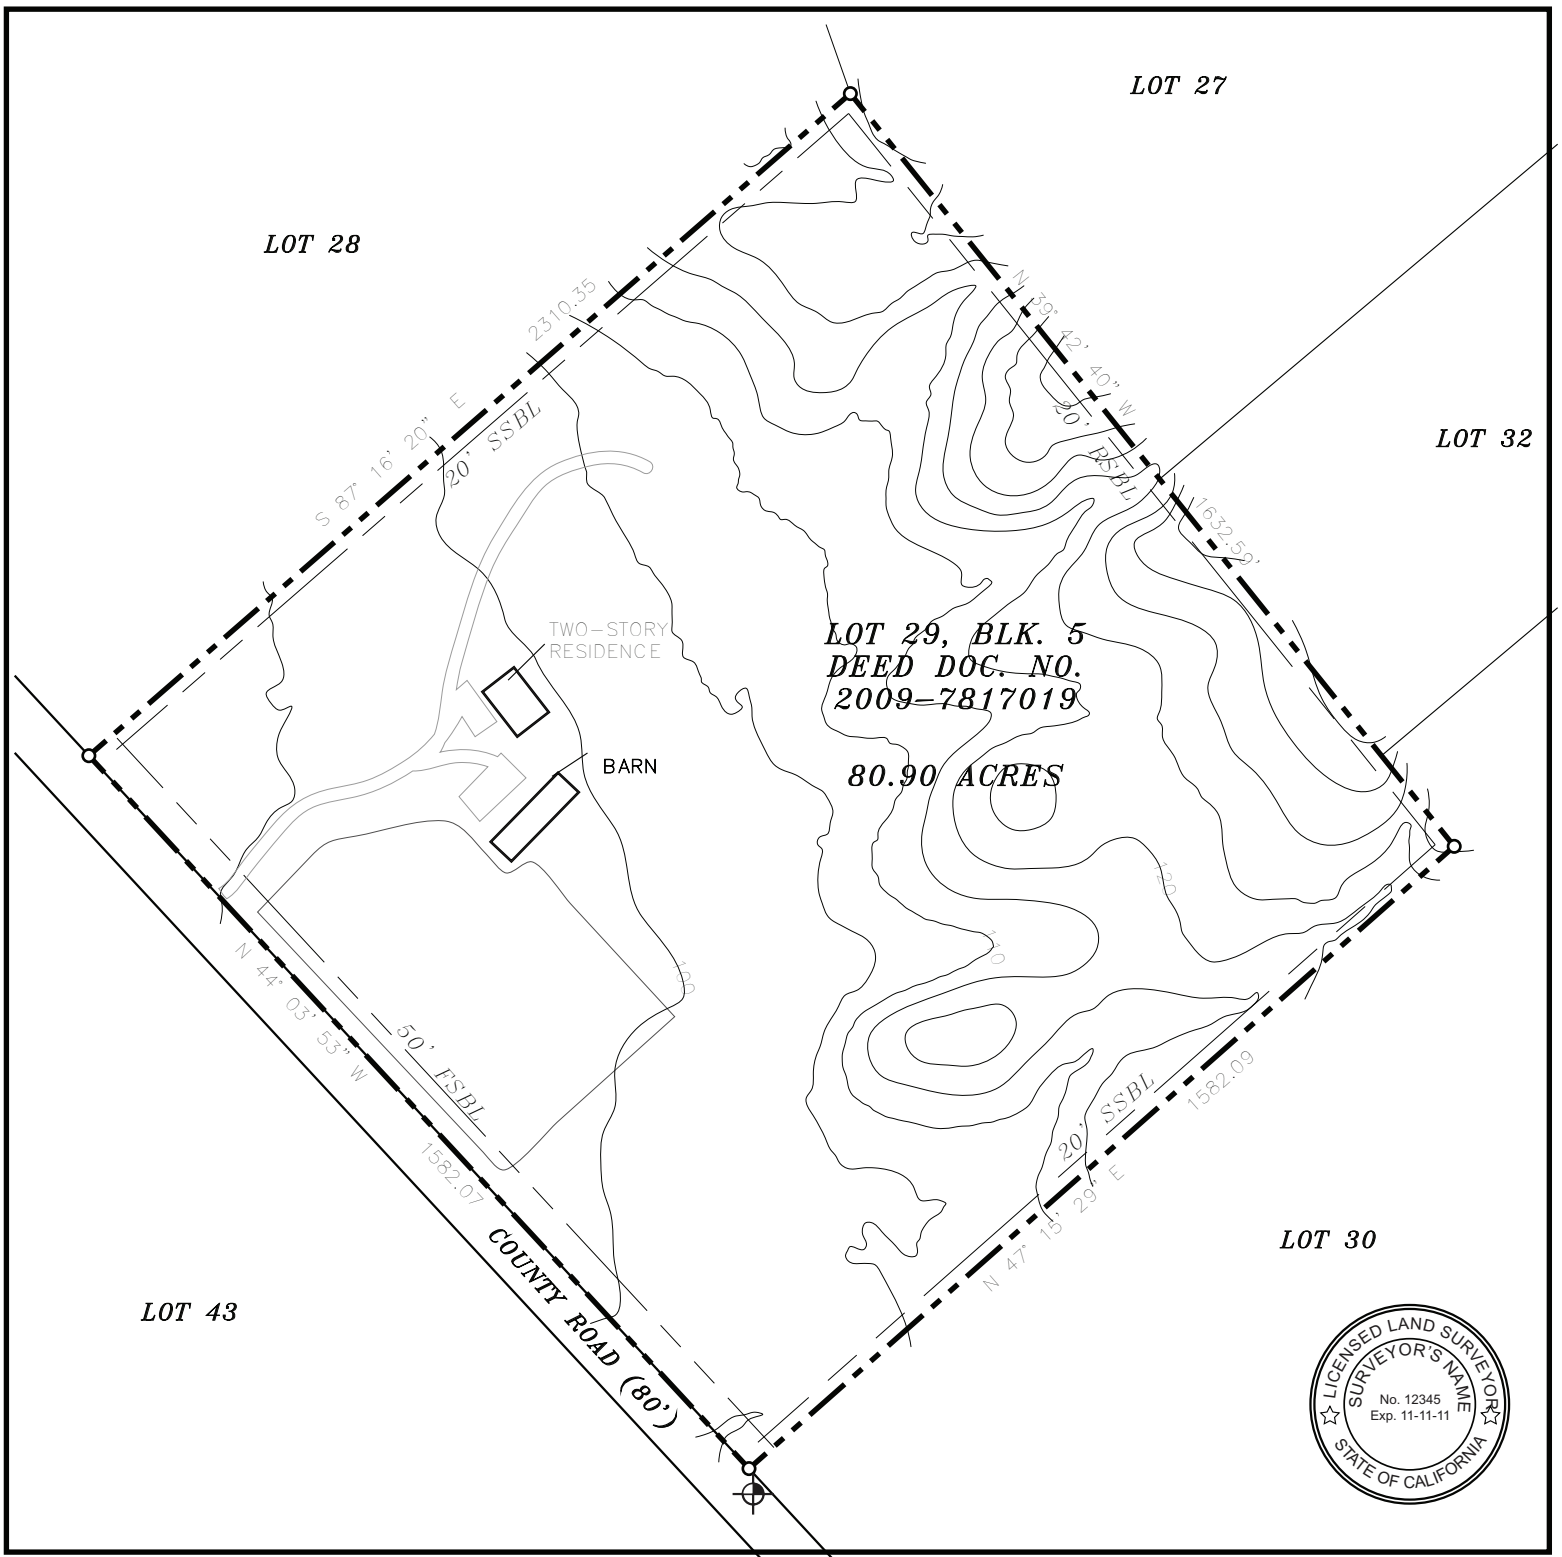 LOT 27
LOT 28
2310.35
N 39° 42' 40" W
S 87° 16' 20" E
20' SSBL
20' RSBL
LOT 32
1632.59'
TWO-STORY
RESIDENCE
LOT 29, BLK. 5
DEED DOC. NO.
2009-7817019
80.90 ACRES
BARN
120
110
100
N 44° 03' 53" W
50' FSBL
1582.07
20' SSBL
1582.09
N 47° 15' 29" E
COUNTY ROAD (80')
LOT 30
LOT 43
LICENSED LAND SURVEYOR
SURVEYOR'S NAME
No. 12345
Exp. 11-11-11
STATE OF CALIFORNIA